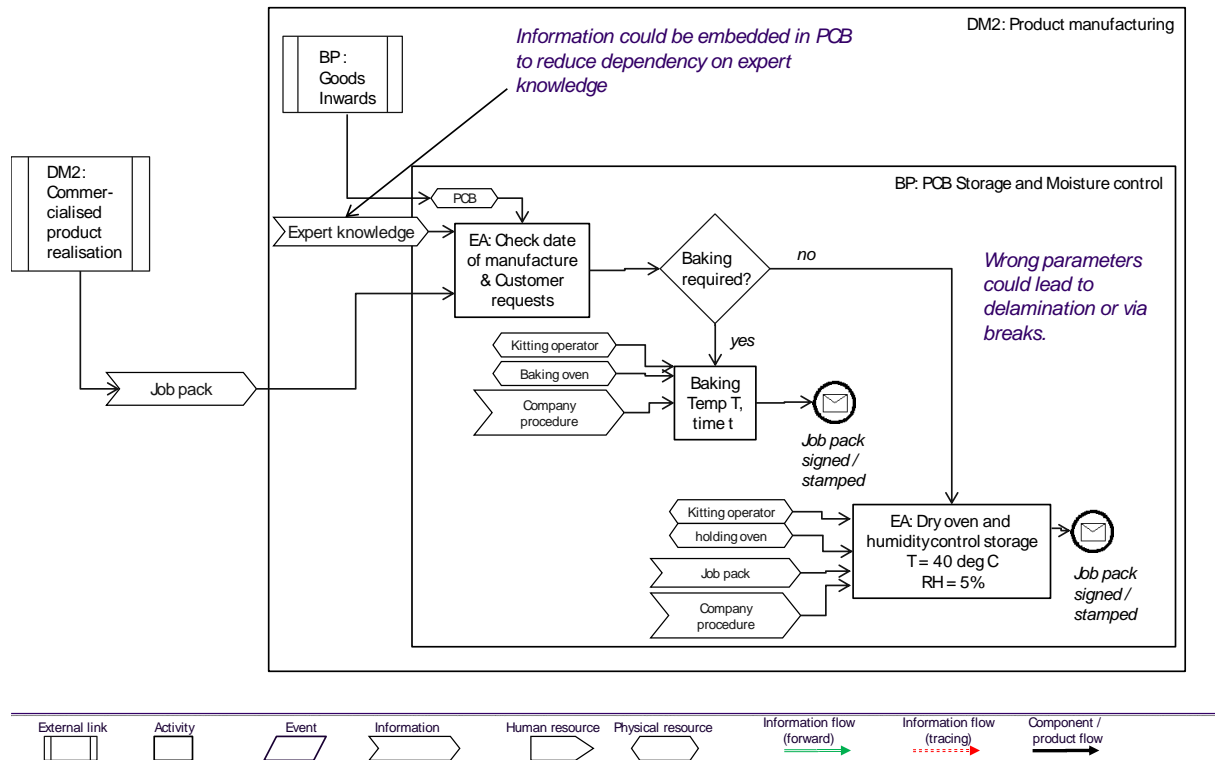 DM2: Product manufacturing
Information could be embedded in PCB
to reduce dependency on expert
knowledge
BP :
Goods
Inwards
DM2:
Commer-
cialised
product
realisation
BP: PCB Storage and Moisture control
PCB
Expert knowledge
EA: Check date
of manufacture
& Customer
requests
Baking
required?
no
Wrong parameters
could lead to
delamination or via
breaks.
yes
Job pack
Kitting operator
Baking oven
Company
procedure
Baking
Temp T,
time t
Job pack
signed /
stamped
Kitting operator
holding oven
Job pack
Company
procedure
EA: Dry oven and
humidity control storage
T = 40 deg C
RH = 5%
Job pack
signed /
stamped
External link
Activity
Event
Information
Human resource
Physical resource
Information flow
(forward)
Information flow
(tracing)
Component /
product flow